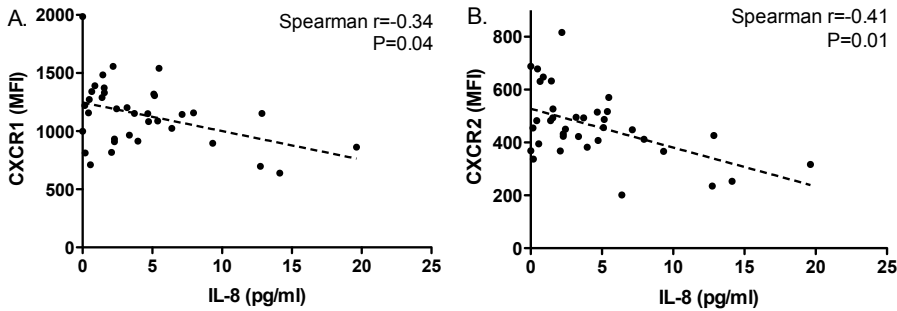 A.
Spearman r=-0.34
P=0.04
2000
1500
1000
500
0
CXCR1 (MFI)
0 5 10 15 20 25
IL-8 (pg/ml)
B.
Spearman r=-0.41
P=0.01
800
600
400
200
0
CXCR2 (MFI)
0 5 10 15 20 25
IL-8 (pg/ml)